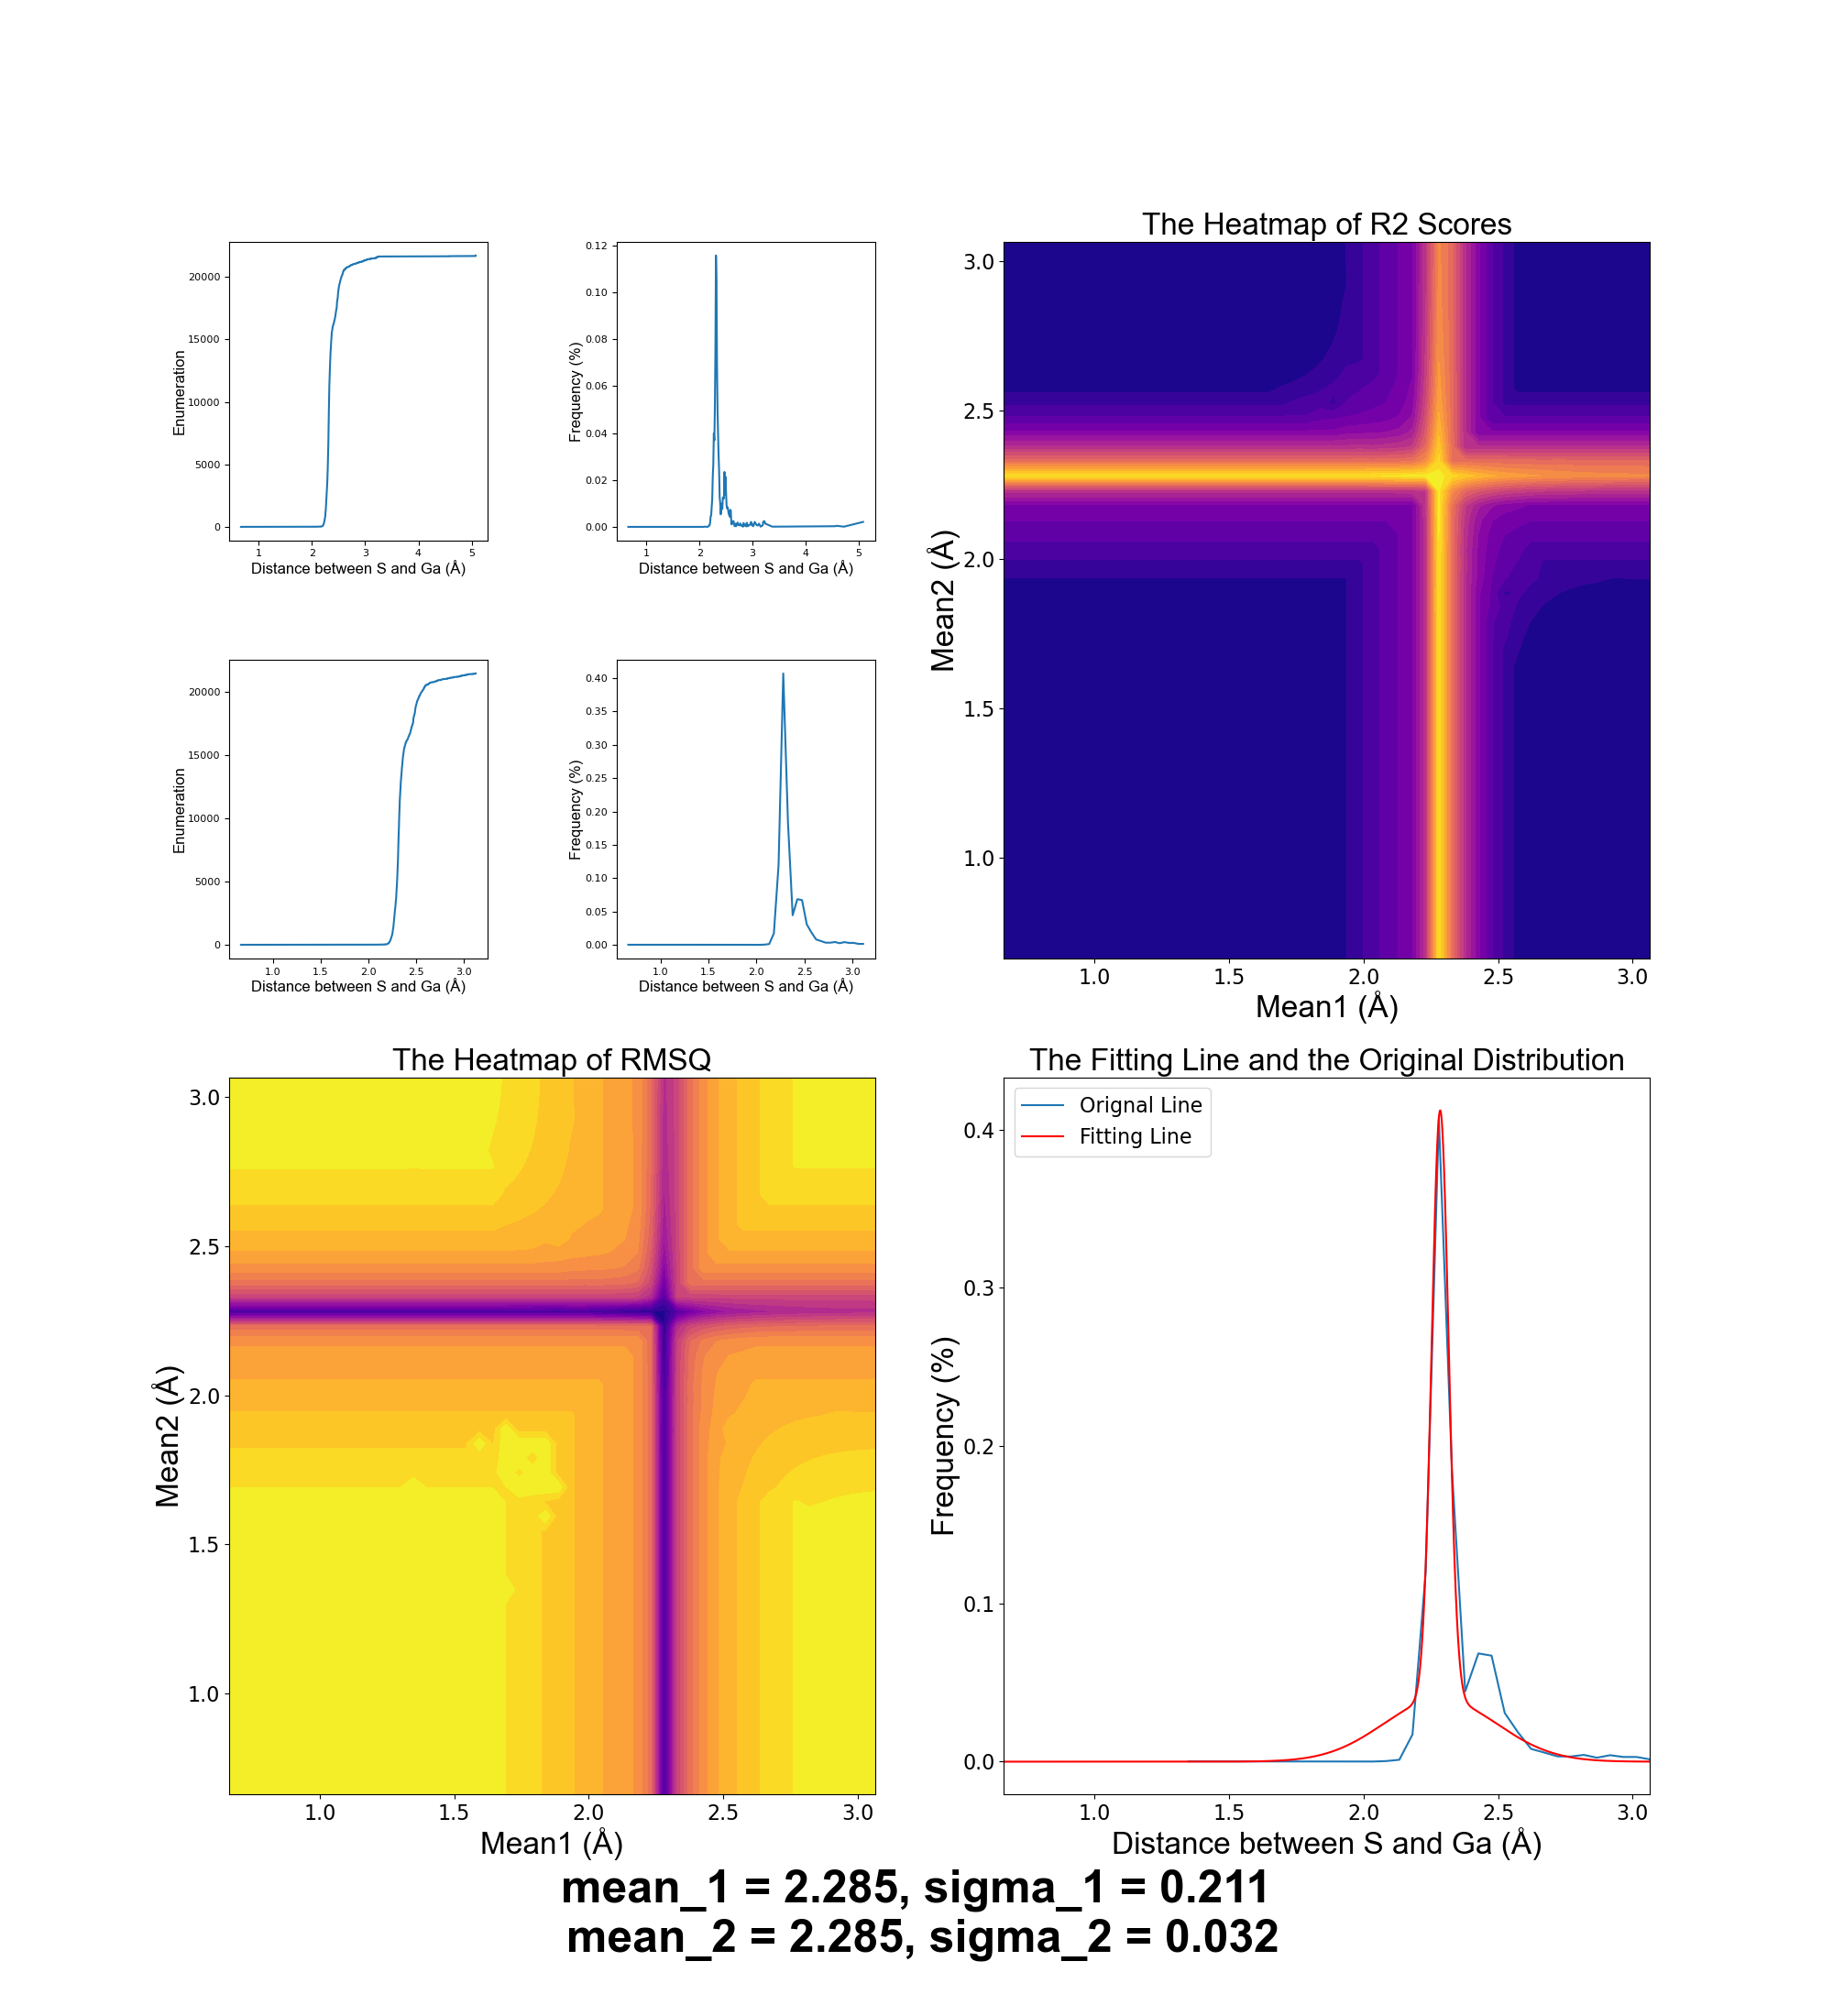 The Heatmap of R2 Scores
20000
15000
10000
5000
0
Enumeration
1 2 3 4 5
Distance between S and Ga (Å)
0.12
0.10
0.08
0.06
0.04
0.02
0.00
Frequency (%)
1 2 3 4 5
Distance between S and Ga (Å)
3.0
2.5
2.0
1.5
1.0
Mean2 (Å)
1.0 1.5 2.0 2.5 3.0
Mean1 (Å)
20000
15000
10000
5000
0
Enumeration
1.0 1.5 2.0 2.5 3.0
Distance between S and Ga (Å)
0.40
0.35
0.30
0.25
0.20
0.15
0.10
0.05
0.00
Frequency (%)
1.0 1.5 2.0 2.5 3.0
Distance between S and Ga (Å)
The Heatmap of RMSQ
3.0
2.5
2.0
1.5
1.0
Mean2 (Å)
1.0 1.5 2.0 2.5 3.0
Mean1 (Å)
The Fitting Line and the Original Distribution
Orignal Line
Fitting Line
0.4
0.3
0.2
0.1
0.0
Frequency (%)
1.0 1.5 2.0 2.5 3.0
Distance between S and Ga (Å)
mean_1 = 2.285, sigma_1 = 0.211
mean_2 = 2.285, sigma_2 = 0.032